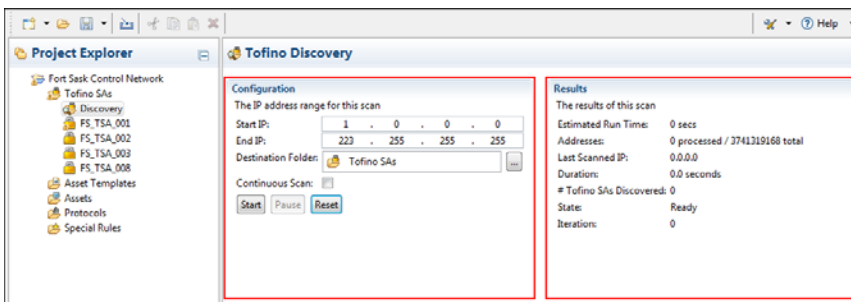 Help
Project Explorer
Fort Sask Control Network
Tofino SAs
Discovery
FS_TSA_001
FS_TSA_002
FS_TSA_003
FS_TSA_008
Asset Templates
Assets
Protocols
Special Rules
Tofino Discovery
Configuration
The IP address range for this scan
Start IP: 1 . 0 . 0 . 0
End IP: 223 . 255 . 255 . 255
Destination Folder: Tofino SAs ...
Continuous Scan:
Start Pause Reset
Results
The results of this scan
Estimated Run Time: 0 secs
Addresses: 0 processed / 3741319168 total
Last Scanned IP: 0.0.0.0
Duration: 0.0 seconds
# Tofino SAs Discovered: 0
State: Ready
Iteration: 0